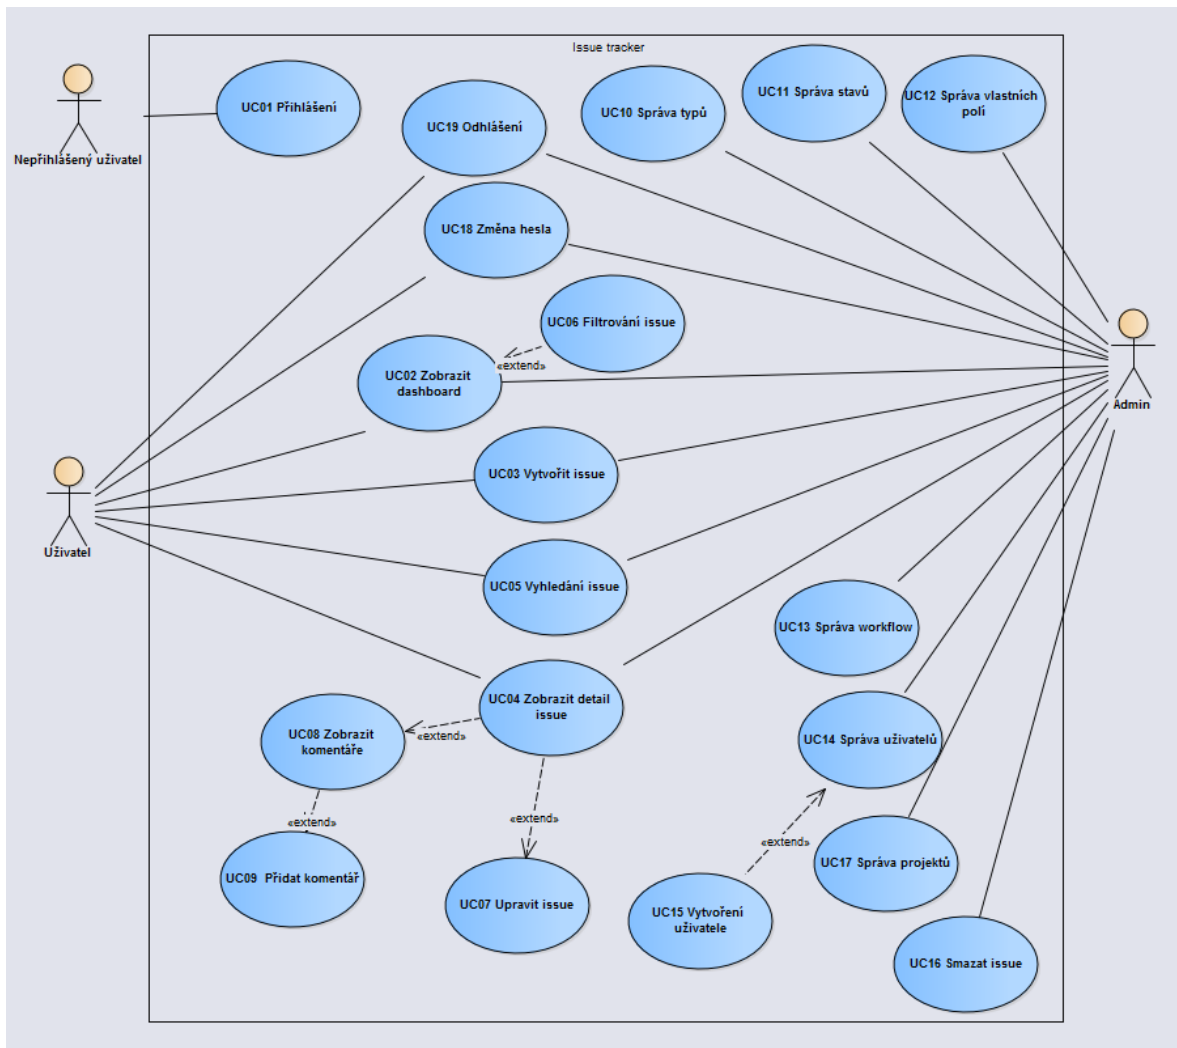 Issue tracker
UC01 Přihlášení
UC19 Odhlášení
UC10 Správa typů
UC11 Správa stavů
UC12 Správa vlastních
polí
Nepřihlášený uživatel
UC18 Změna hesla
UC06 Filtrování issue
«extend»
UC02 Zobrazit
dashboard
Admin
UC03 Vytvořit issue
Uživatel
UC05 Vyhledání issue
UC13 Správa workflow
UC04 Zobrazit detail
issue
UC08 Zobrazit
komentáře
«extend»
UC14 Správa uživatelů
«extend»
«extend»
«extend»
UC09 Přidat komentář
UC07 Upravit issue
UC15 Vytvoření
uživatele
UC17 Správa projektů
UC16 Smazat issue